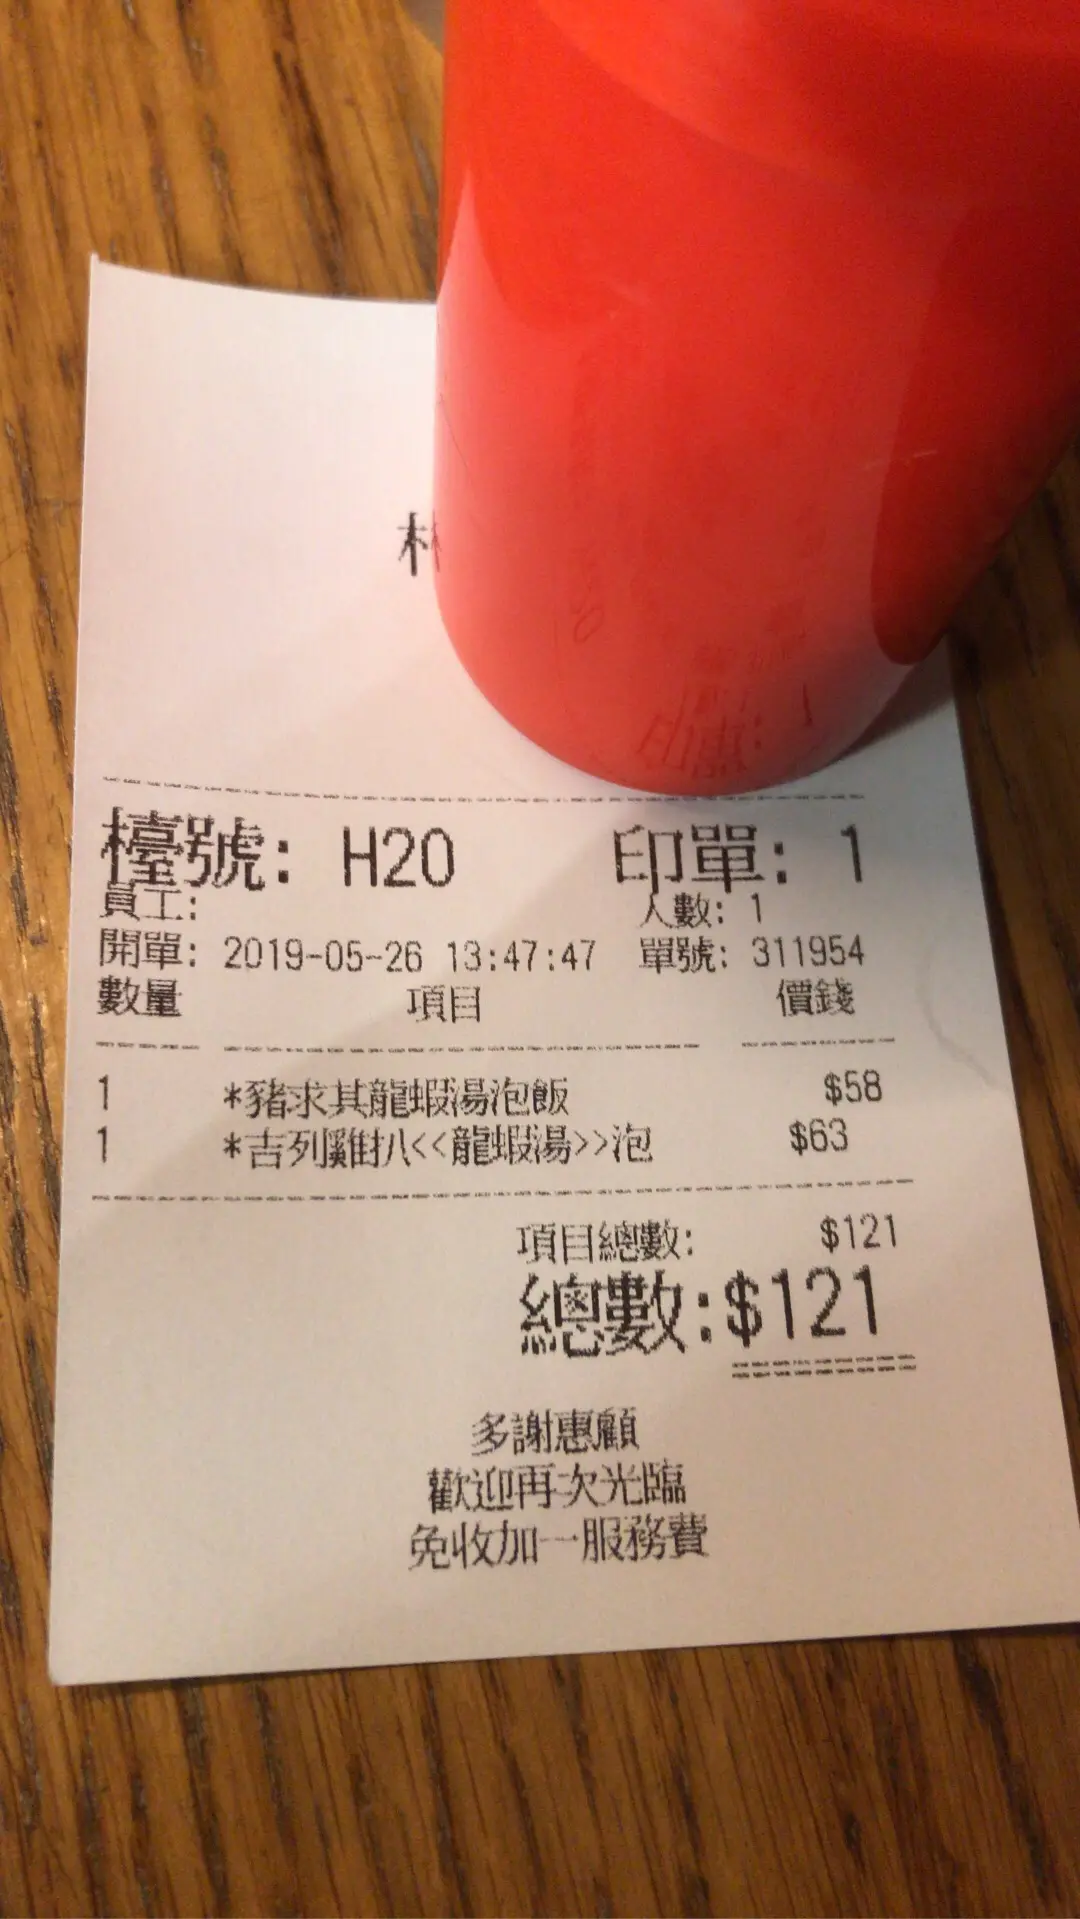 檯號: H20 印單: 1
員工: 人數: 1
開單: 2019-05-26 13:47:47 單號: 311954
數量 項目 價錢
1 *豬求其龍蝦湯泡飯 $58
1 *吉列雞扒<<龍蝦湯>>泡 $63
項目總數: $121
總數:$121
多謝惠顧
歡迎再次光臨
免收加一服務費